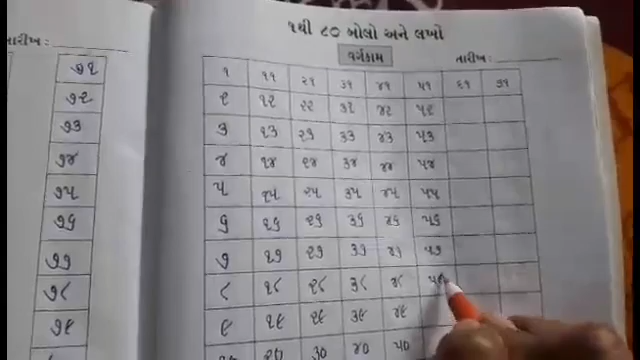 તારીખ :
૭૧
૭૨
૭૩
૭૪
૭૫
૭૬
૭૭
૭૮
૭૯
૧થી ૮૦ બોલો અને લખો
વર્ગકામ
તારીખ :
૧ ૧૧ ૨૧ ૩૧ ૪૧ ૫૧ ૬૧ ૭૧
૨ ૧૨ ૨૨ ૩૨ ૪૨ ૫૨
૩ ૧૩ ૨૩ ૩૩ ૪૩ ૫૩
૪ ૧૪ ૨૪ ૩૪ ૪૪ ૫૪
૫ ૧૫ ૨૫ ૩૫ ૪૫ ૫૫
૬ ૧૬ ૨૬ ૩૬ ૪૬ ૫૬
૭ ૧૭ ૨૭ ૩૭ ૪૭ ૫૭
૮ ૧૮ ૨૮ ૩૮ ૪૮ ૫૮
૯ ૧૯ ૨૯ ૩૯ ૪૯
૧૦ ૨૦ ૩૦ ૪૦ ૫૦